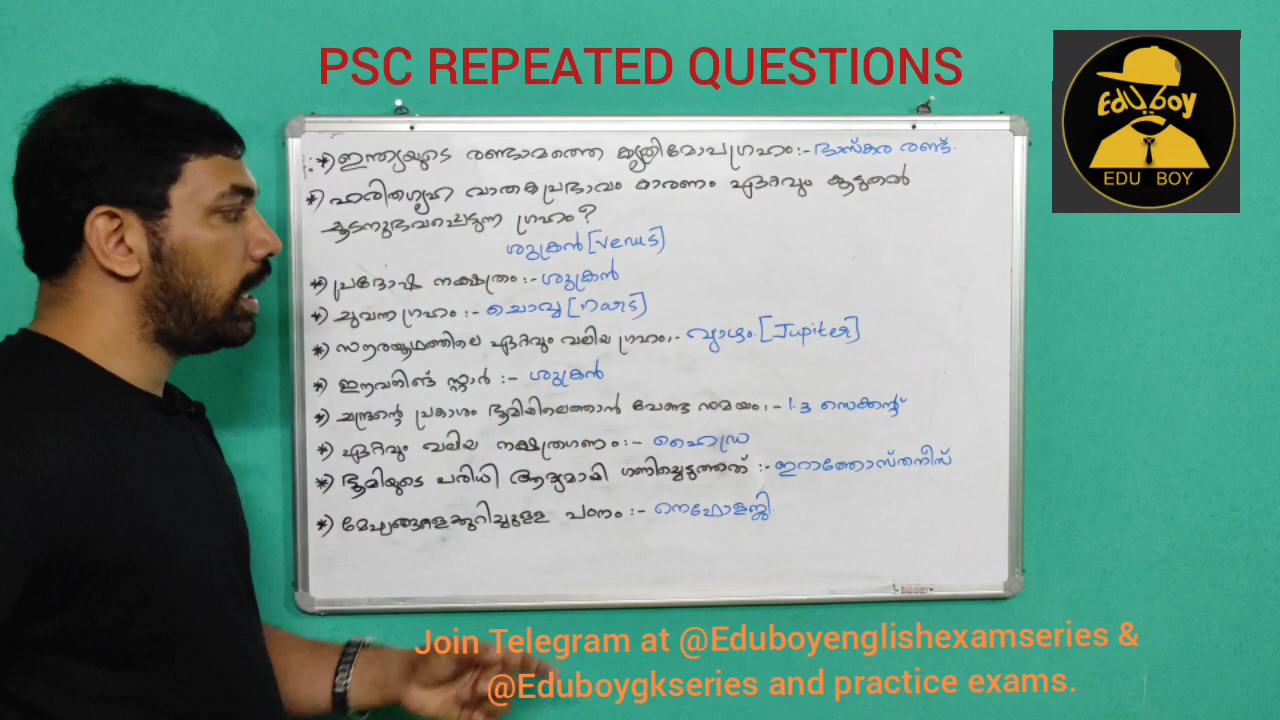 PSC REPEATED QUESTIONS
EdU boy
EDU BOY
*) ഇന്ത്യയുടെ രണ്ടാമത്തെ കൃത്രിമോപഗ്രഹം :- ഭാസ്കര രണ്ട്.
*) ഹരിതഗൃഹ വാതകപ്രഭാവം കാരണം ഏറ്റവും കൂടുതൽ
ചൂടനുഭവപ്പെടുന്ന ഗ്രഹം ?
ശുക്രൻ [Venus]
*) പ്രദോഷ നക്ഷത്രം :- ശുക്രൻ
*) ചുവന്ന ഗ്രഹം :- ചൊവ്വ [Mars]
*) സൗരയൂഥത്തിലെ ഏറ്റവും വലിയ ഗ്രഹം :- വ്യാഴം. [Jupiter]
*) ഈവനിങ് സ്റ്റാർ :- ശുക്രൻ
*) ചന്ദ്രന്റെ പ്രകാശം ഭൂമിയിലെത്താൻ വേണ്ട സമയം :- 1.3 സെക്കന്റ്
*) ഏറ്റവും വലിയ നക്ഷത്രഗണം :- ഹൈഡ്ര
*) ഭൂമിയുടെ പരിധി ആദ്യമായി ഗണിച്ചെടുത്തത് :- ഇറാത്തോസ്തനീസ്
*) മേഘങ്ങളെക്കുറിച്ചുള്ള പഠനം :- നെഫോളജി.
Join Telegram at @Eduboyenglishexamseries &
@Eduboygkseries and practice exams.